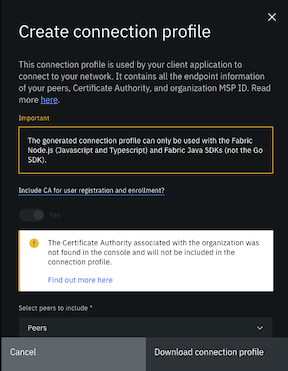 Create connection profile
This connection profile is used by your client application
to connect to your network. It contains all the endpoint information
of your peers, Certificate Authority, and organization MSP ID. Read
more here.
Important
The generated connection profile can only be used with the Fabric
Node.js (Javascript and Typescript) and Fabric Java SDKs (not the Go
SDK).
Include CA for user registration and enrollment?
Yes
The Certificate Authority associated with the organization was
not found in the console and will not be included in the
connection profile.
Find out more here
Select peers to include *
Peers
Cancel
Download connection profile